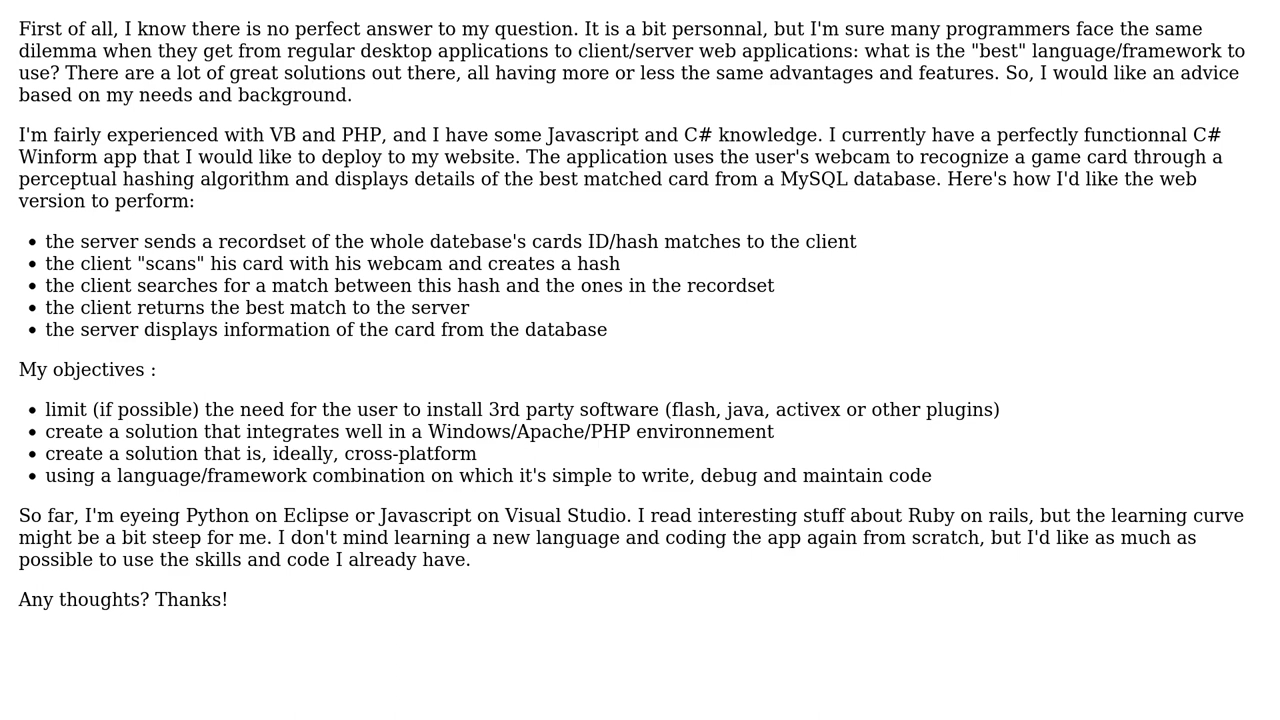 First of all, I know there is no perfect answer to my question. It is a bit personnal, but I'm sure many programmers face the same
dilemma when they get from regular desktop applications to client/server web applications: what is the "best" language/framework to
use? There are a lot of great solutions out there, all having more or less the same advantages and features. So, I would like an advice
based on my needs and background.
I'm fairly experienced with VB and PHP, and I have some Javascript and C# knowledge. I currently have a perfectly functionnal C#
Winform app that I would like to deploy to my website. The application uses the user's webcam to recognize a game card through a
perceptual hashing algorithm and displays details of the best matched card from a MySQL database. Here's how I'd like the web
version to perform:
• the server sends a recordset of the whole datebase's cards ID/hash matches to the client
• the client "scans" his card with his webcam and creates a hash
• the client searches for a match between this hash and the ones in the recordset
• the client returns the best match to the server
• the server displays information of the card from the database
My objectives :
• limit (if possible) the need for the user to install 3rd party software (flash, java, activex or other plugins)
• create a solution that integrates well in a Windows/Apache/PHP environnement
• create a solution that is, ideally, cross-platform
• using a language/framework combination on which it's simple to write, debug and maintain code
So far, I'm eyeing Python on Eclipse or Javascript on Visual Studio. I read interesting stuff about Ruby on rails, but the learning curve
might be a bit steep for me. I don't mind learning a new language and coding the app again from scratch, but I'd like as much as
possible to use the skills and code I already have.
Any thoughts? Thanks!